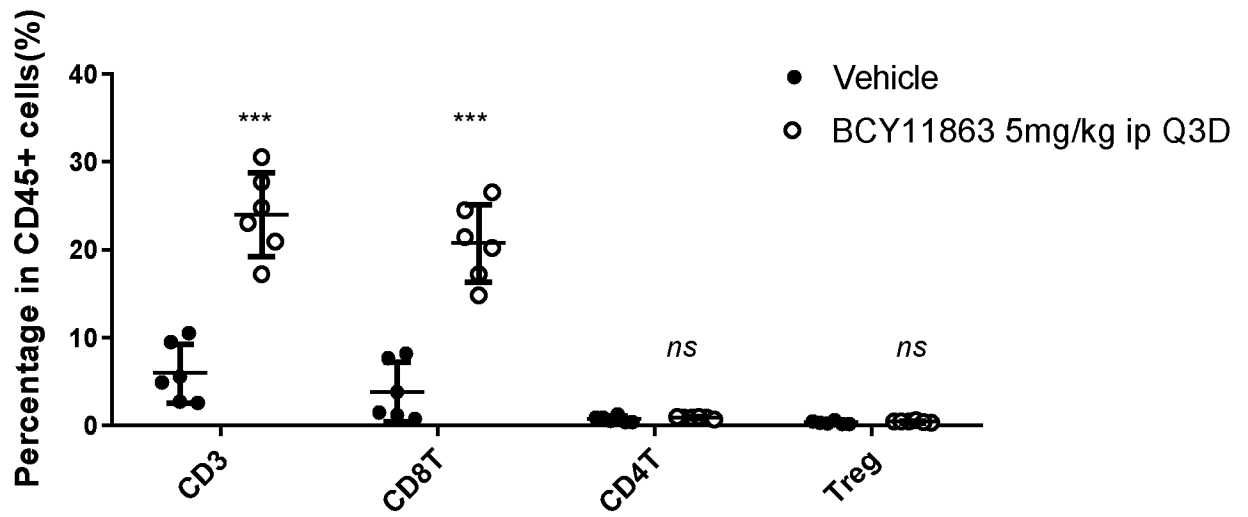 Percentage in CD45+ cells(%)
40
30
20
10
0
***
***
ns
ns
Vehicle
BCY11863 5mg/kg ip Q3D
CD3
CD8T
CD4T
Treg